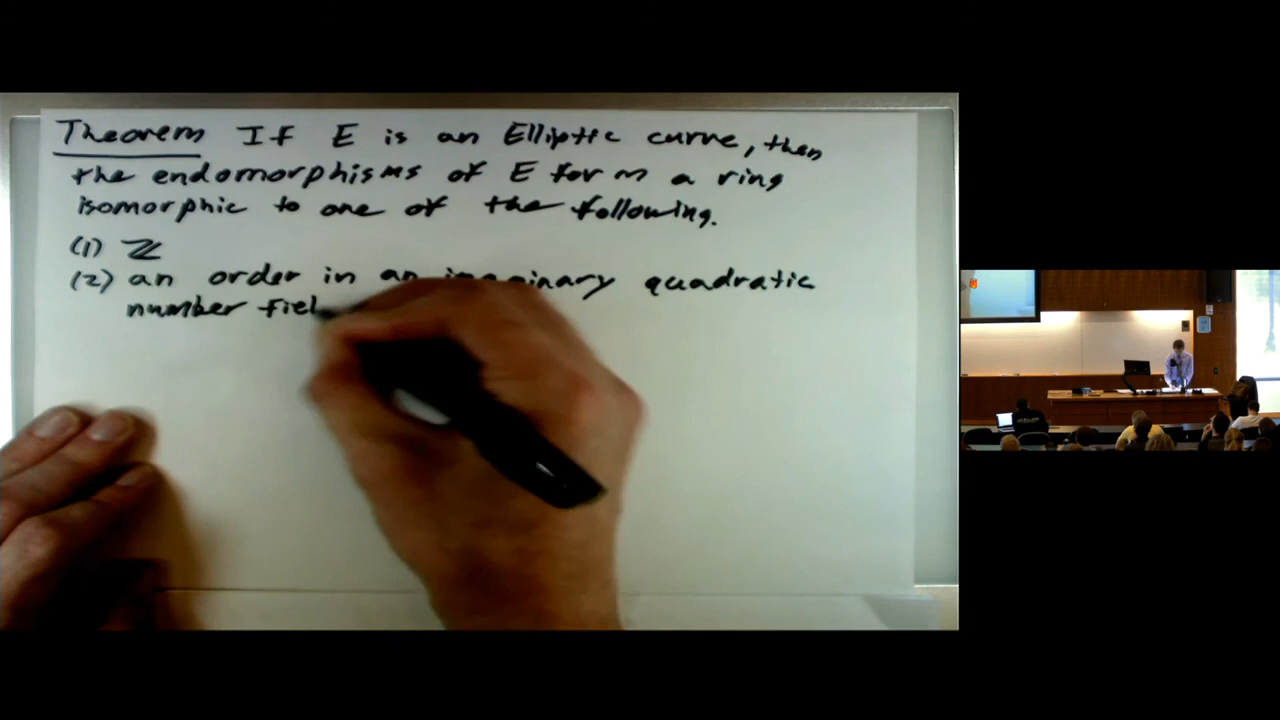 Theorem If E is an Elliptic curve, then
the endomorphisms of E form a ring
isomorphic to one of the following.
(1) ℤ
(2) an order in an imaginary quadratic
number fiel